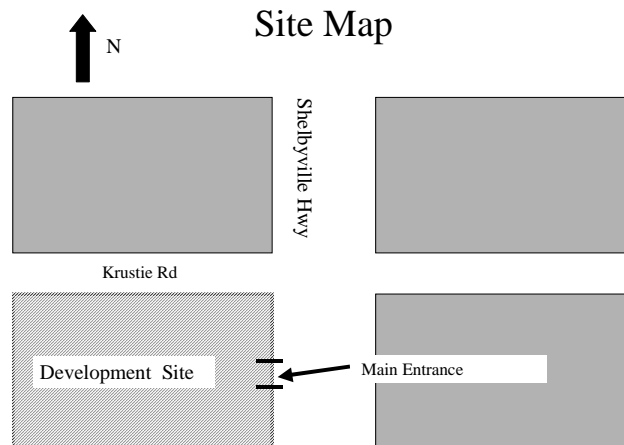 Site Map
N
Shelbyville Hwy
Krustie Rd
Development Site
Main Entrance